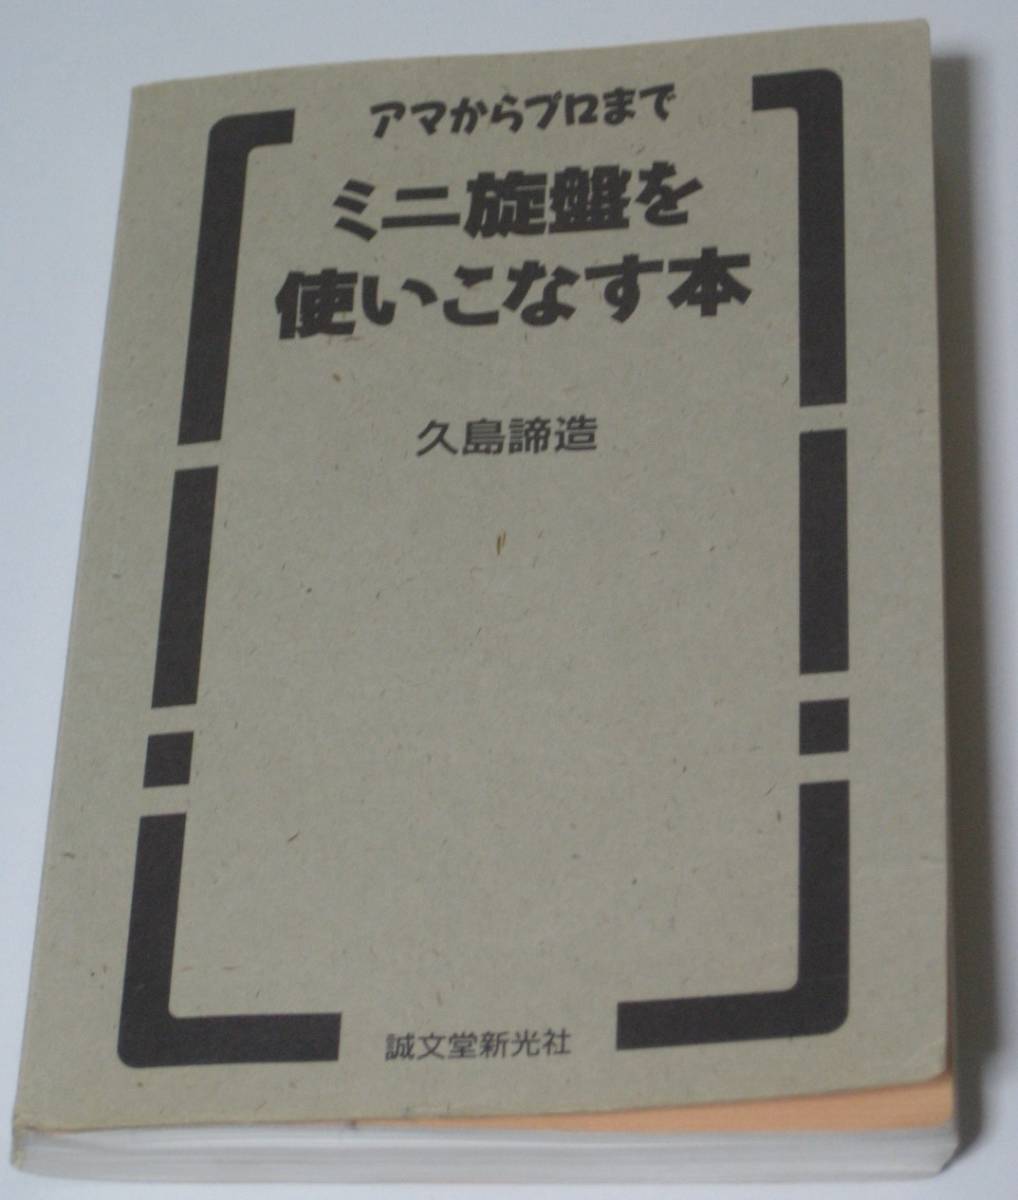 アマからプロまで
ミニ旋盤を
使いこなす本
久島諦造
誠文堂新光社